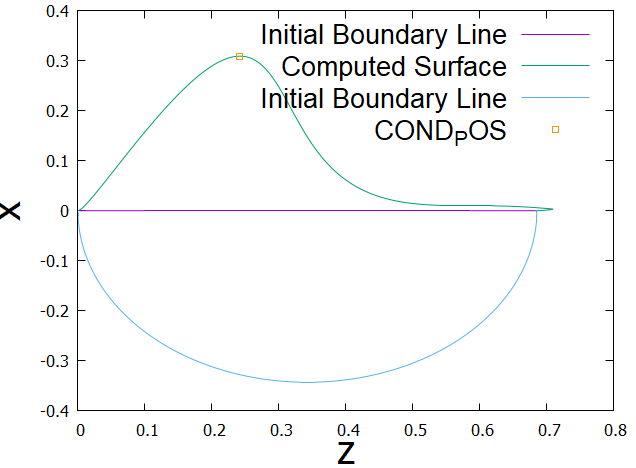 0.4
0.3
0.2
0.1
0
-0.1
-0.2
-0.3
-0.4
0 0.1 0.2 0.3 0.4 0.5 0.6 0.7 0.8
X
Z
Initial Boundary Line
Computed Surface
Initial Boundary Line
COND_POS